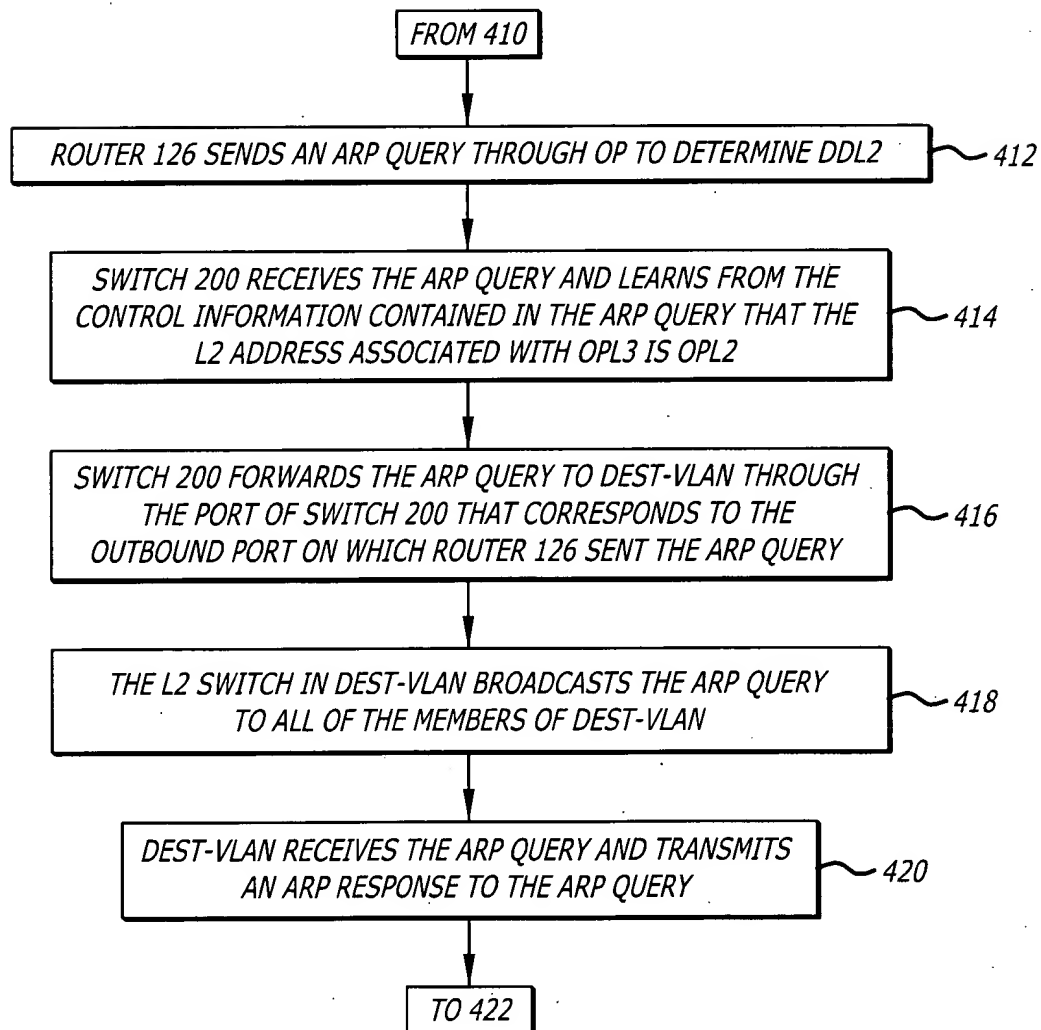 FROM 410
ROUTER 126 SENDS AN ARP QUERY THROUGH OP TO DETERMINE DDL2
412
SWITCH 200 RECEIVES THE ARP QUERY AND LEARNS FROM THE
CONTROL INFORMATION CONTAINED IN THE ARP QUERY THAT THE
L2 ADDRESS ASSOCIATED WITH OPL3 IS OPL2
414
SWITCH 200 FORWARDS THE ARP QUERY TO DEST-VLAN THROUGH
THE PORT OF SWITCH 200 THAT CORRESPONDS TO THE
OUTBOUND PORT ON WHICH ROUTER 126 SENT THE ARP QUERY
416
THE L2 SWITCH IN DEST-VLAN BROADCASTS THE ARP QUERY
TO ALL OF THE MEMBERS OF DEST-VLAN
418
DEST-VLAN RECEIVES THE ARP QUERY AND TRANSMITS
AN ARP RESPONSE TO THE ARP QUERY
420
TO 422